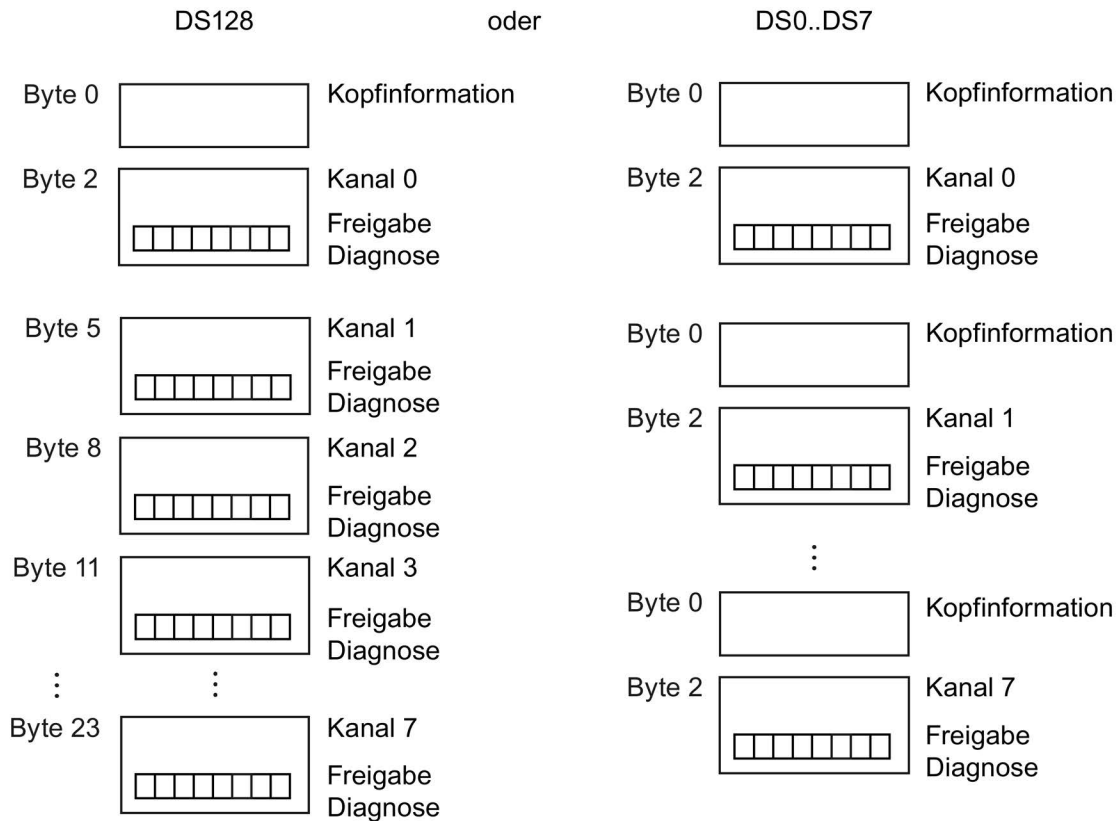 DS128 oder DS0..DS7
Byte 0 Kopfinformation
Byte 2 Kanal 0
Freigabe
Diagnose
Byte 5 Kanal 1
Freigabe
Diagnose
Byte 8 Kanal 2
Freigabe
Diagnose
Byte 11 Kanal 3
Freigabe
Diagnose
⋮ ⋮
Byte 23 Kanal 7
Freigabe
Diagnose
Byte 0 Kopfinformation
Byte 2 Kanal 0
Freigabe
Diagnose
Byte 0 Kopfinformation
Byte 2 Kanal 1
Freigabe
Diagnose
⋮
Byte 0 Kopfinformation
Byte 2 Kanal 7
Freigabe
Diagnose